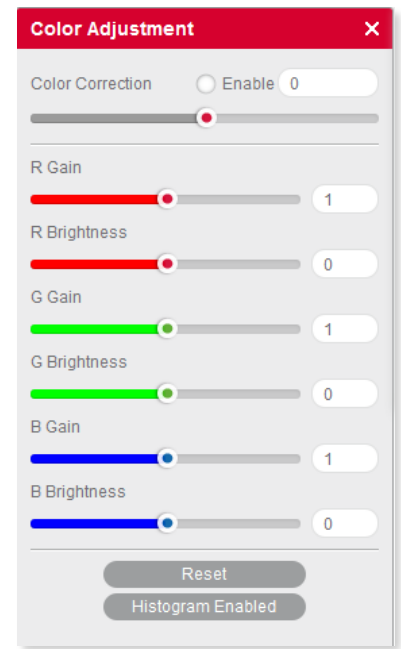 Color Adjustment ×
Color Correction Enable 0
R Gain
1
R Brightness
0
G Gain
1
G Brightness
0
B Gain
1
B Brightness
0
Reset
Histogram Enabled